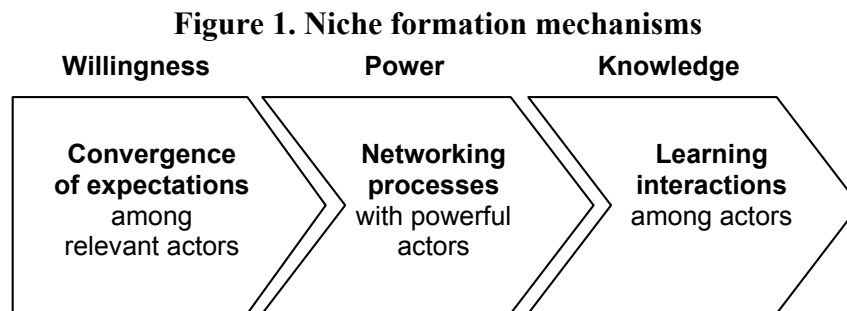 Figure 1. Niche formation mechanisms
Willingness
Power
Knowledge
Convergence
of expectations
among
relevant actors
Networking
processes
with powerful
actors
Learning
interactions
among actors